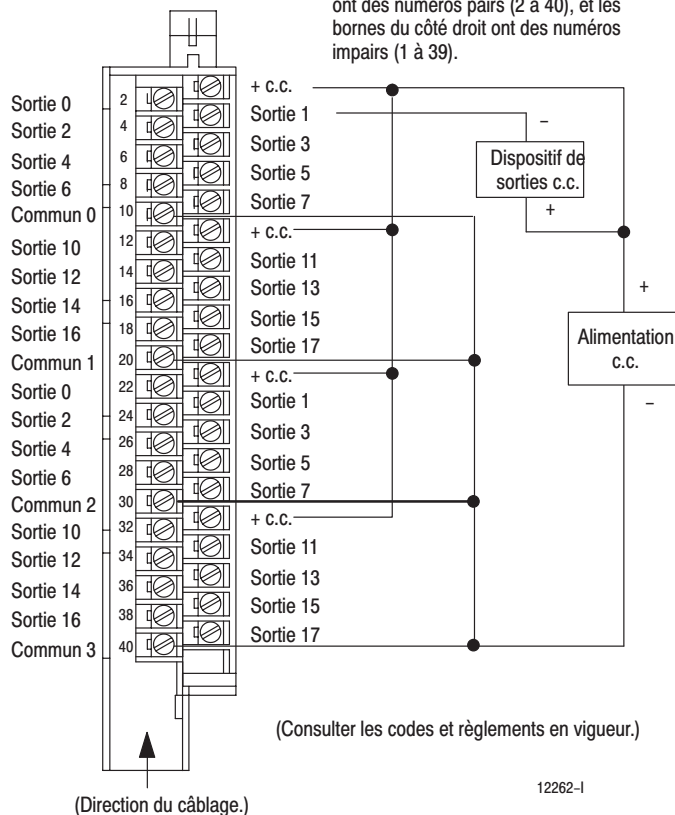 ont des numéros pairs (2 à 40), et les
bornes du côté droit ont des numéros
impairs (1 à 39).
+ c.c.
Sortie 0 2
Sortie 1
Sortie 2 4
–
Sortie 3
Dispositif de
sorties c.c.
+
Sortie 4 6
Sortie 5
Sortie 6 8
Sortie 7
Commun 0 10
+ c.c.
Sortie 10 12
Sortie 11
Sortie 12 14
Sortie 13
+
Sortie 14 16
Sortie 15
Sortie 16 18
Sortie 17
Alimentation
c.c.
–
Commun 1 20
+ c.c.
Sortie 0 22
Sortie 1
Sortie 2 24
Sortie 3
Sortie 4 26
Sortie 5
Sortie 6 28
Sortie 7
Commun 2 30
+ c.c.
Sortie 10 32
Sortie 11
Sortie 12 34
Sortie 13
Sortie 14 36
Sortie 15
Sortie 16 38
Sortie 17
Commun 3 40
(Consulter les codes et règlements en vigueur.)
12262–I
(Direction du câblage.)